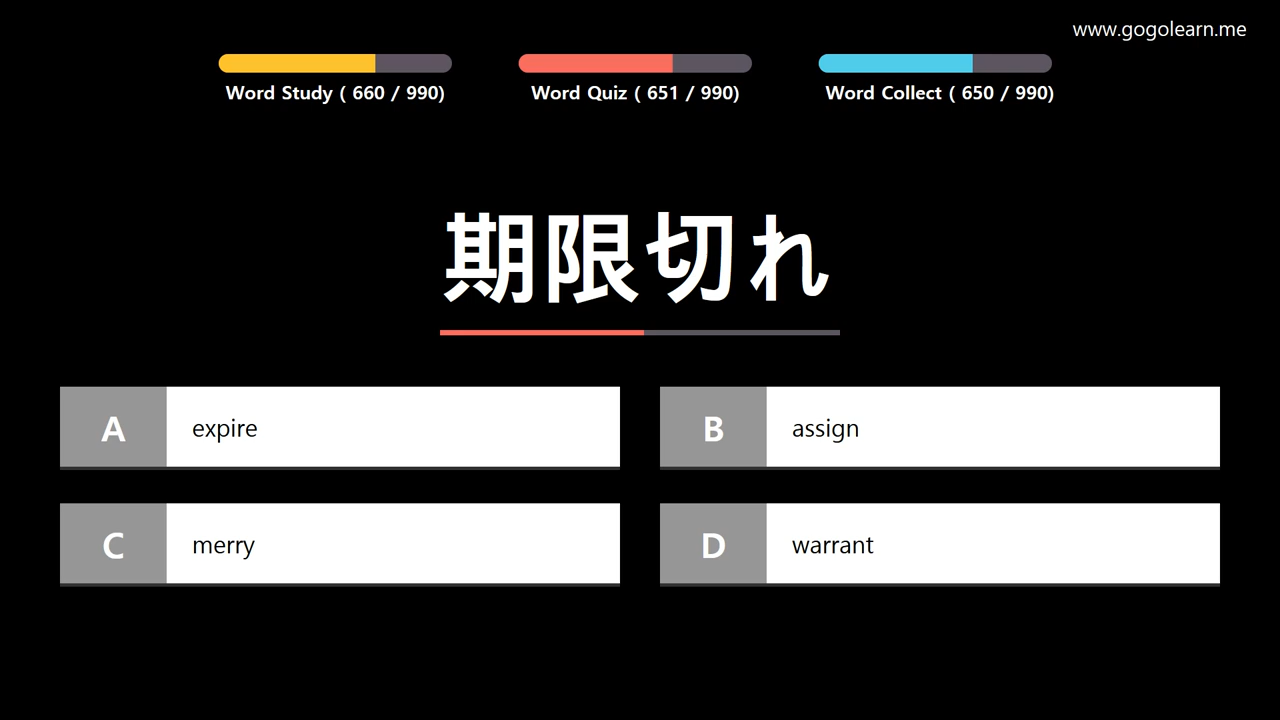 www.gogolearn.me
Word Study ( 660 / 990)
Word Quiz ( 651 / 990)
Word Collect ( 650 / 990)
期限切れ
A expire
B assign
C merry
D warrant